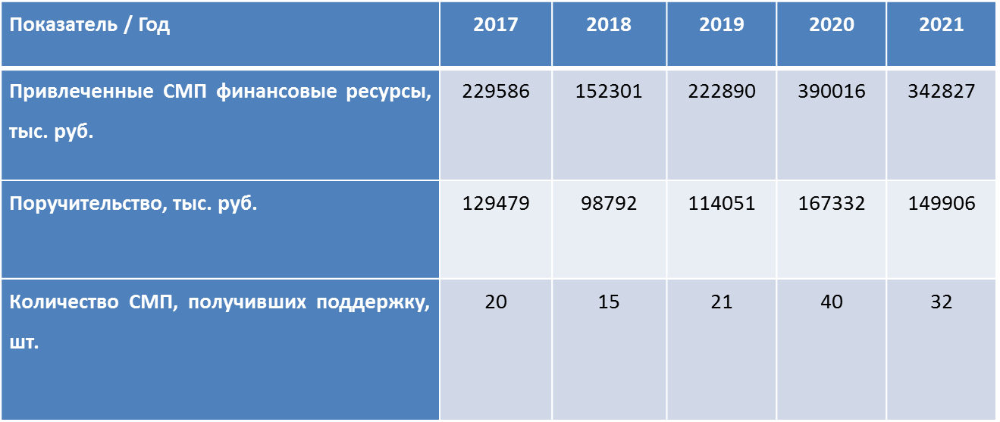 Показатель / Год 2017 2018 2019 2020 2021
Привлеченные СМП финансовые ресурсы, 229586 152301 222890 390016 342827
тыс. руб.
Поручительство, тыс. руб. 129479 98792 114051 167332 149906
Количество СМП, получивших поддержку, 20 15 21 40 32
шт.